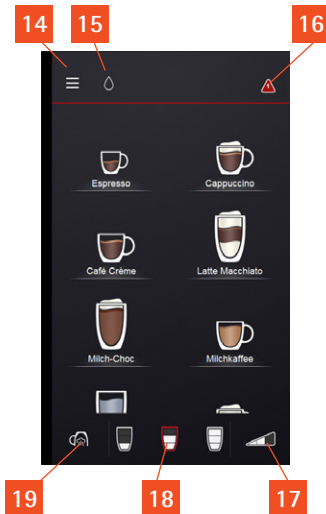 14
15
16
Espresso
Cappuccino
Café Crème
Latte Macchiato
Milch-Choc
Milchkaffee
19
18
17